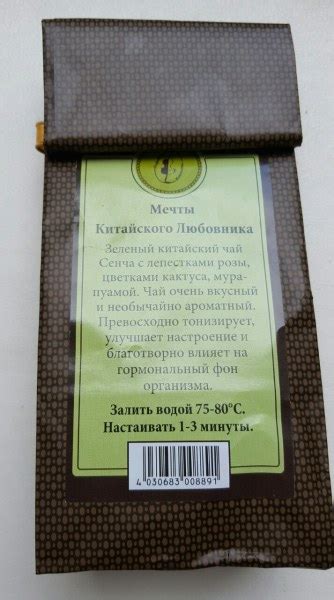 Мечты
Китайского Любовника
Зеленый китайский чай
Сенча с лепестками розы,
цветками кактуса, мура-
пуамой. Чай очень вкусный
и необычайно ароматный.
Превосходно тонизирует,
улучшает настроение и
благотворно влияет на
гормональный фон
организма.
Залить водой 75-80°С.
Настаивать 1-3 минуты.
4 030683 008891